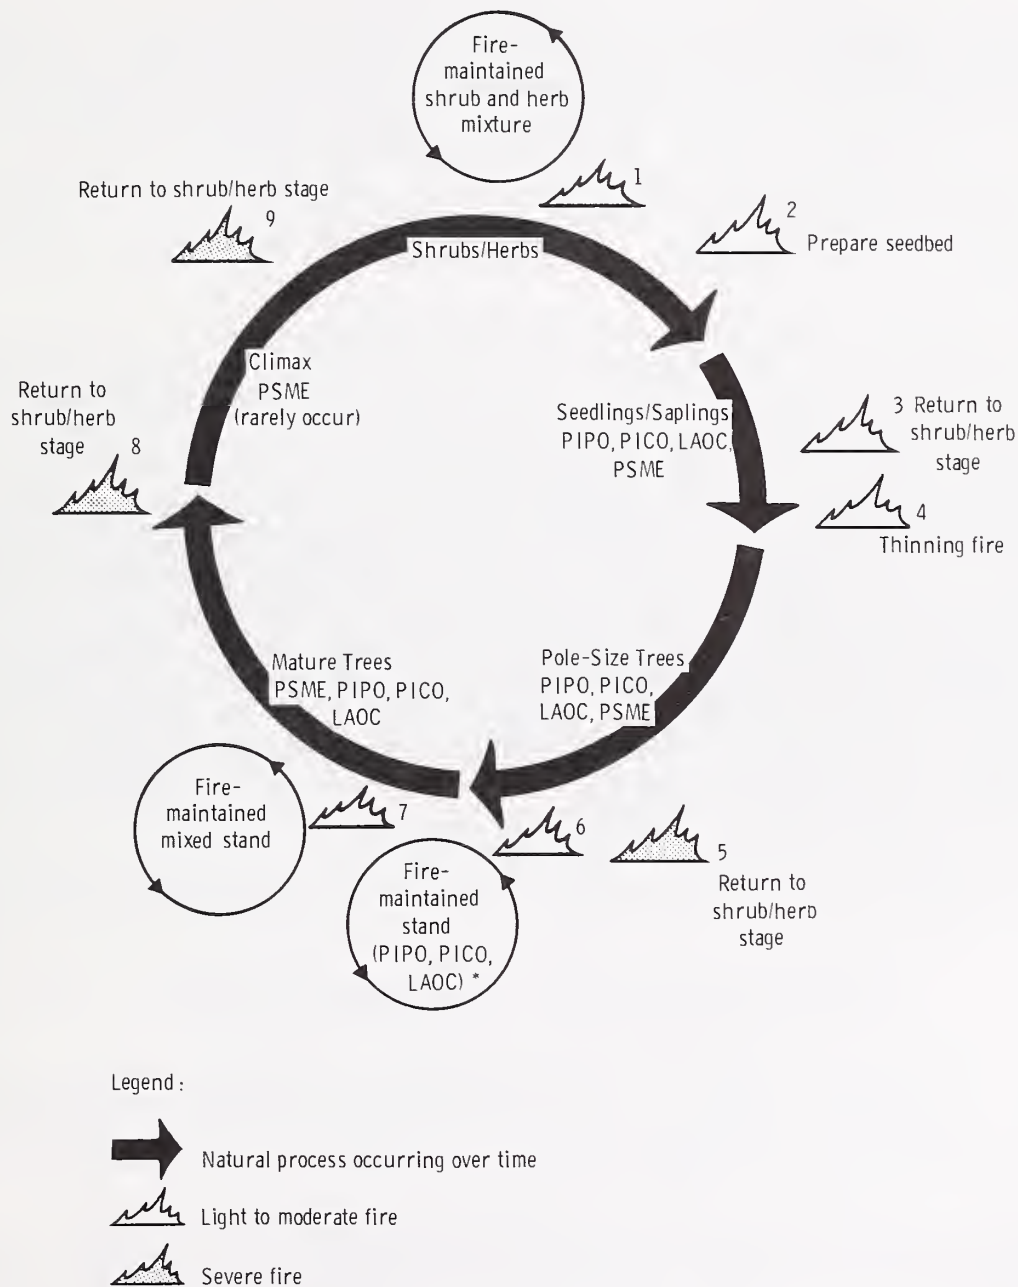 Fire-
maintained
shrub and herb
mixture
1
2
Prepare seedbed
Return to shrub/herb stage
9
Shrubs/Herbs
Climax
PSME
(rarely occur)
Return to
shrub/herb
stage
8
Seedlings/Saplings
PIPO, PICO, LAOC,
PSME
3 Return to
shrub/herb
stage
4
Thinning fire
Mature Trees
PSME, PIPO, PICO,
LAOC
Pole-Size Trees
PIPO, PICO,
LAOC, PSME
Fire-
maintained
mixed stand
7
6
Fire-
maintained
stand
(PIPO, PICO,
LAOC) *
5
Return to
shrub/herb
stage
Legend :
Natural process occurring over time
Light to moderate fire
Severe fire